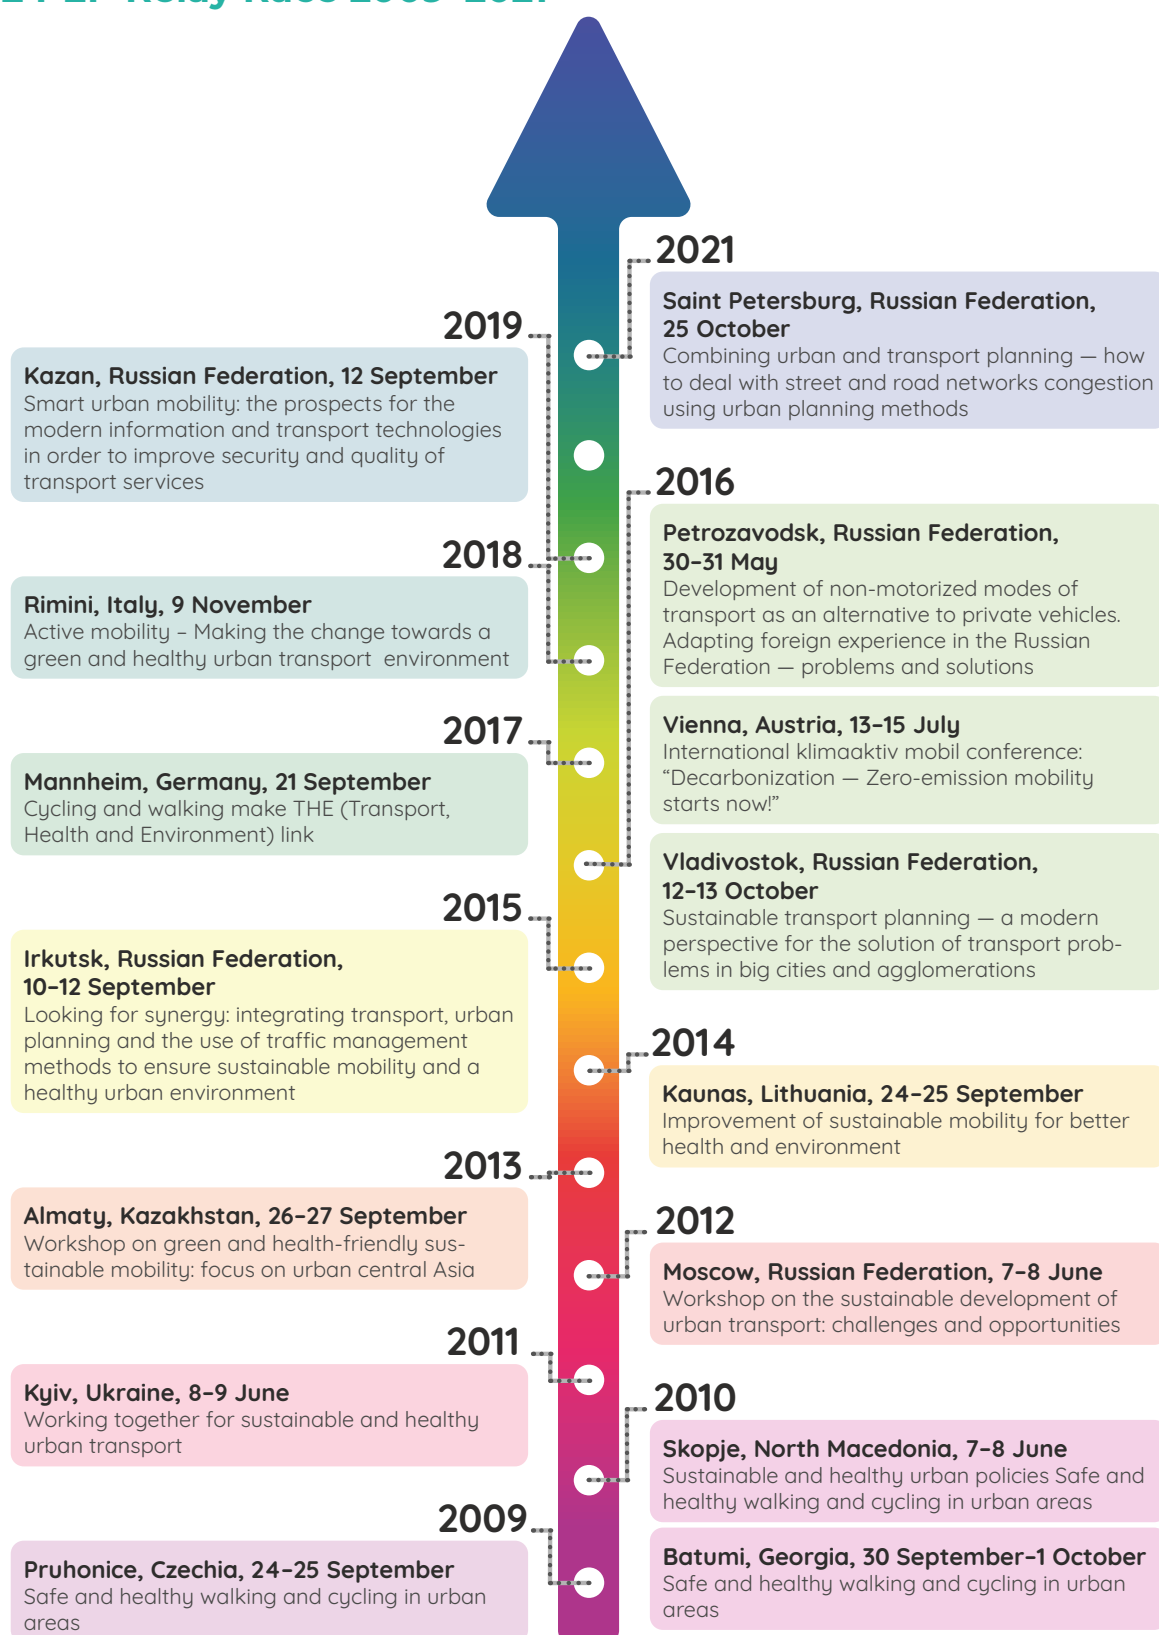 2021
Saint Petersburg, Russian Federation,
25 October
Combining urban and transport planning — how
to deal with street and road networks congestion
using urban planning methods
2019
Kazan, Russian Federation, 12 September
Smart urban mobility: the prospects for the
modern information and transport technologies
in order to improve security and quality of
transport services
2018
Rimini, Italy, 9 November
Active mobility – Making the change towards a
green and healthy urban transport environment
2017
Mannheim, Germany, 21 September
Cycling and walking make THE (Transport,
Health and Environment) link
2016
Petrozavodsk, Russian Federation,
30–31 May
Development of non-motorized modes of
transport as an alternative to private vehicles.
Adapting foreign experience in the Russian
Federation — problems and solutions
Vienna, Austria, 13–15 July
International klimaaktiv mobil conference:
“Decarbonization — Zero-emission mobility
starts now!”
Vladivostok, Russian Federation,
12–13 October
Sustainable transport planning — a modern
perspective for the solution of transport prob-
lems in big cities and agglomerations
2015
Irkutsk, Russian Federation,
10–12 September
Looking for synergy: integrating transport, urban
planning and the use of traffic management
methods to ensure sustainable mobility and a
healthy urban environment
2014
Kaunas, Lithuania, 24–25 September
Improvement of sustainable mobility for better
health and environment
2013
Almaty, Kazakhstan, 26–27 September
Workshop on green and health-friendly sus-
tainable mobility: focus on urban central Asia
2012
Moscow, Russian Federation, 7–8 June
Workshop on the sustainable development of
urban transport: challenges and opportunities
2011
Kyiv, Ukraine, 8–9 June
Working together for sustainable and healthy
urban transport
2010
Skopje, North Macedonia, 7–8 June
Sustainable and healthy urban policies Safe and
healthy walking and cycling in urban areas
Batumi, Georgia, 30 September–1 October
Safe and healthy walking and cycling in urban
areas
2009
Pruhonice, Czechia, 24–25 September
Safe and healthy walking and cycling in urban
areas